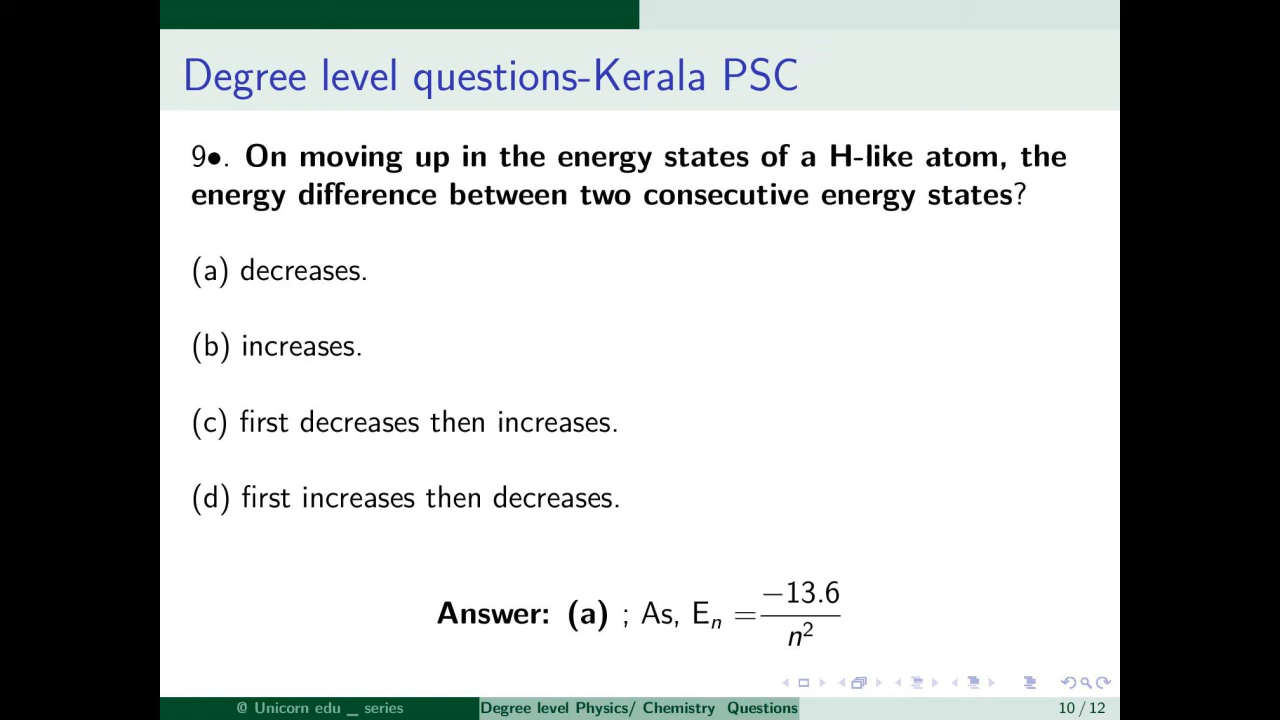 Degree level questions-Kerala PSC
9•. On moving up in the energy states of a H-like atom, the
energy difference between two consecutive energy states?
(a) decreases.
(b) increases.
(c) first decreases then increases.
(d) first increases then decreases.
Answer: (a) ; As, Eₙ = −13.6/n²
@ Unicorn edu _ series Degree level Physics/ Chemistry Questions 10 / 12